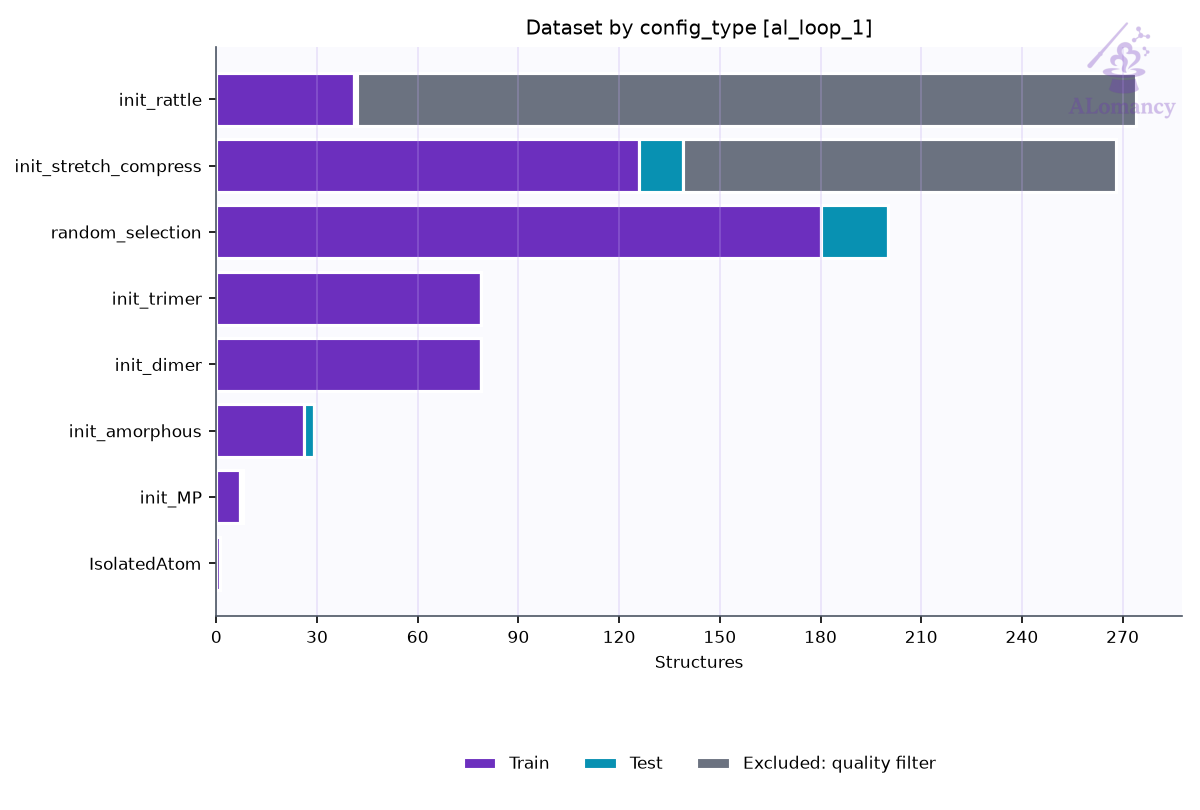 Dataset by config_type [al_loop_1]
ALomancy
init_rattle
init_stretch_compress
random_selection
init_trimer
init_dimer
init_amorphous
init_MP
IsolatedAtom
0 30 60 90 120 150 180 210 240 270
Structures
Train Test Excluded: quality filter